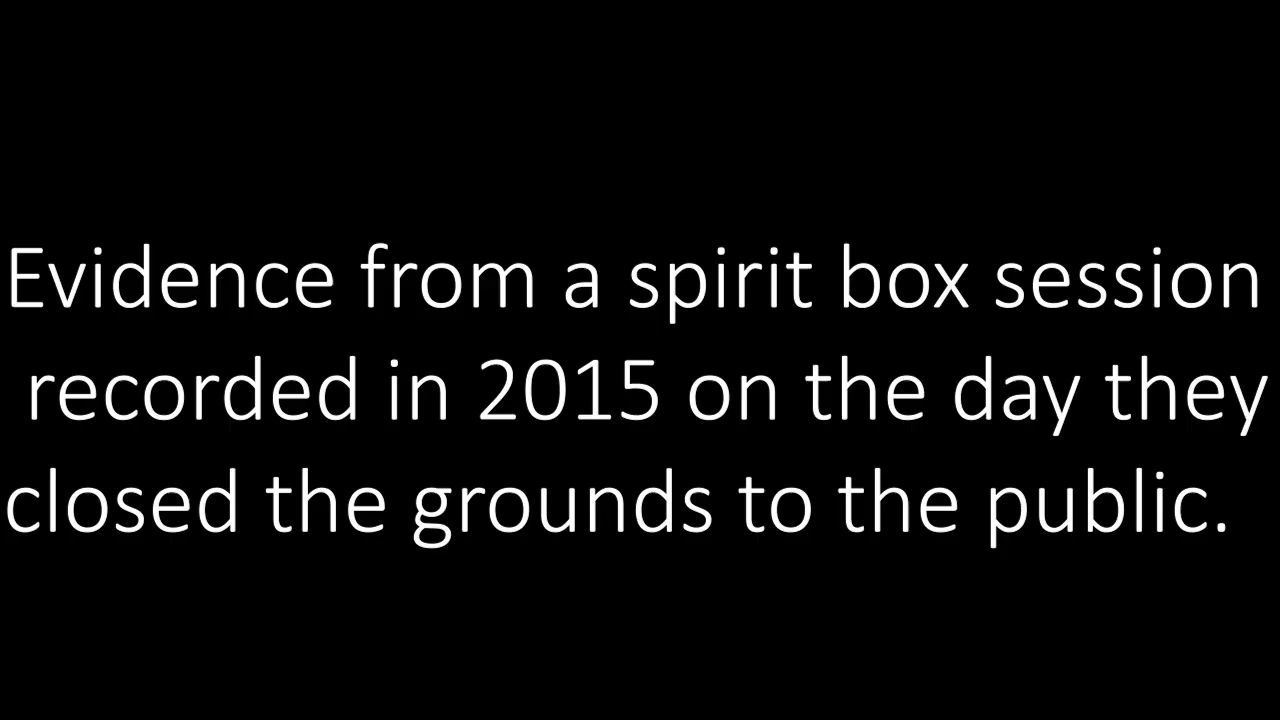 Evidence from a spirit box session
recorded in 2015 on the day they
closed the grounds to the public.